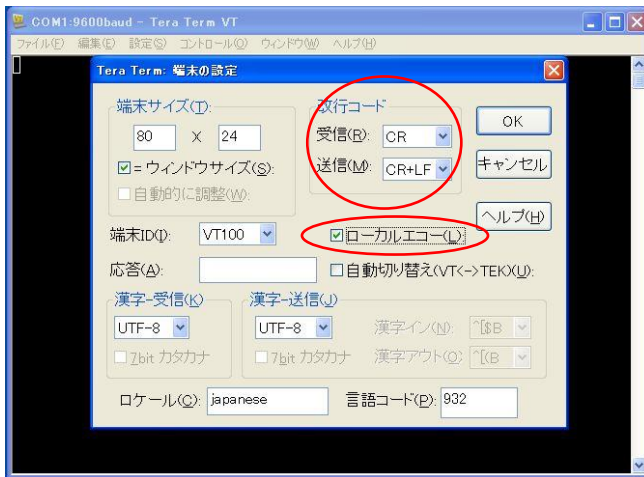 COM1:9600baud - Tera Term VT
ファイル(F) 編集(E) 設定(S) コントロール(O) ウィンドウ(W) ヘルプ(H)
Tera Term: 端末の設定
端末サイズ(T):
80 X 24
☑=ウィンドウサイズ(S):
自動的に調整(W):
改行コード
受信(R): CR
送信(M): CR+LF
OK
キャンセル
ヘルプ(H)
端末ID(I): VT100
☑ローカルエコー(L):
応答(A):
自動切り替え(VT<->TEK)(U):
漢字-受信(K)
UTF-8
7bit カタカナ
漢字-送信(J)
UTF-8
7bit カタカナ
漢字イン(N): ^[$B
漢字アウト(O): ^[(B
ロケール(C): japanese
言語コード(P): 932